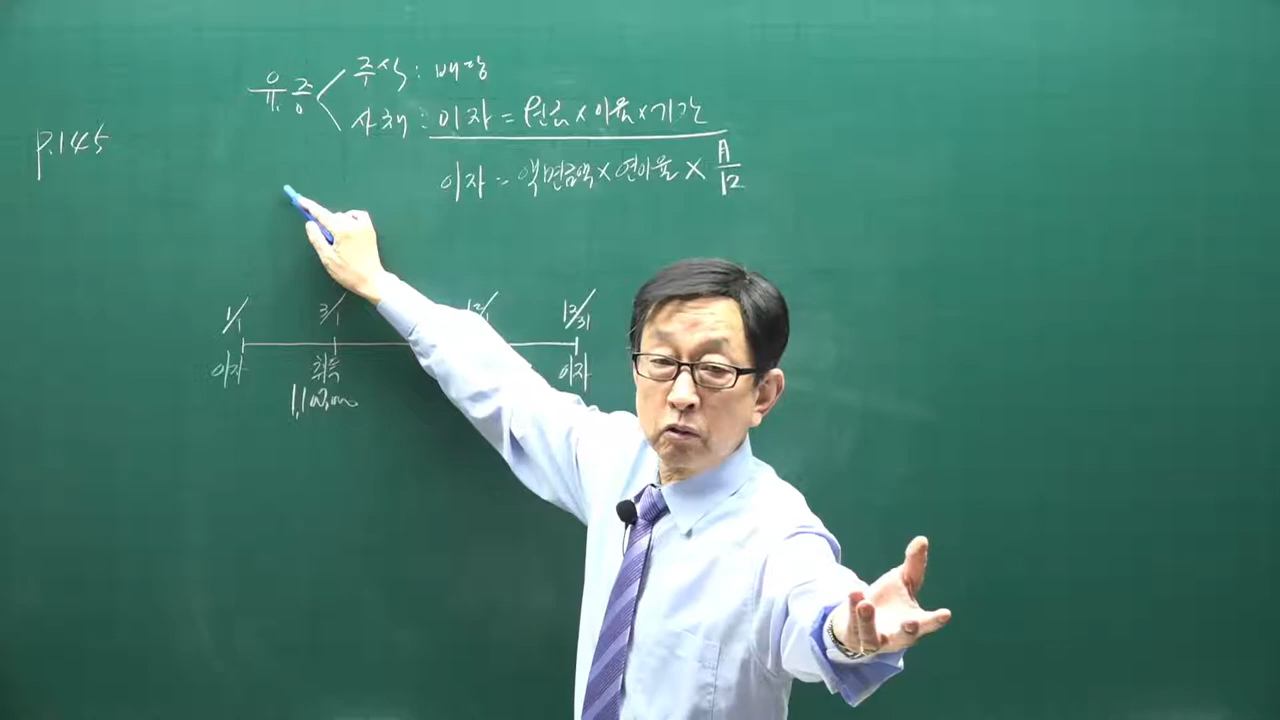 유증 < 주식 : 배당
사채 : 이자 = 원금 × 이율 × 기간
P.145
이자 = 액면금액 × 연이율 × 月/12
1/1 3/1 12/31
이자 취득 이자
1,100,000